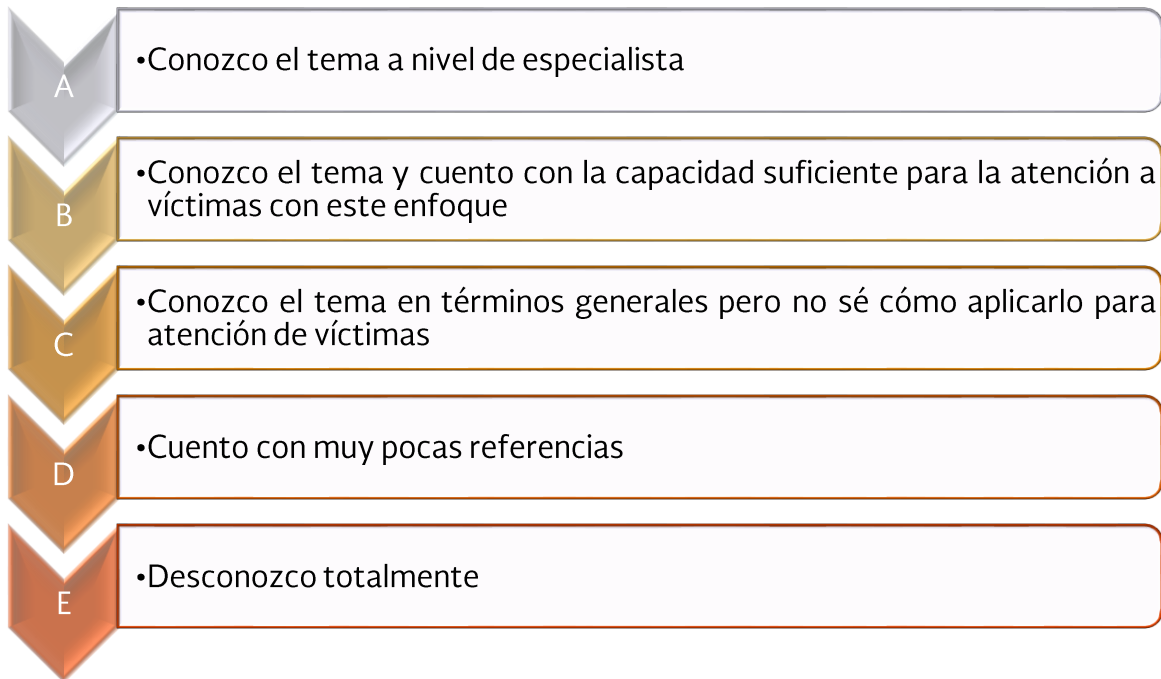 A
•Conozco el tema a nivel de especialista
B
•Conozco el tema y cuento con la capacidad suficiente para la atención a
víctimas con este enfoque
C
•Conozco el tema en términos generales pero no sé cómo aplicarlo para
atención de víctimas
D
•Cuento con muy pocas referencias
E
•Desconozco totalmente